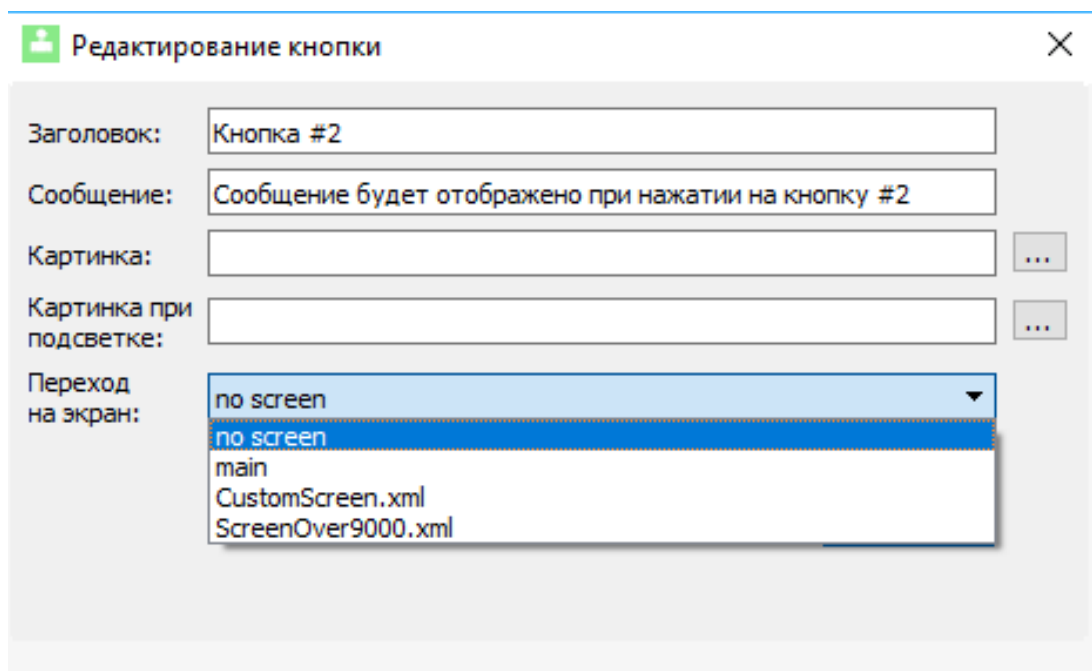 Редактирование кнопки
Заголовок: Кнопка #2
Сообщение: Сообщение будет отображено при нажатии на кнопку #2
Картинка: ...
Картинка при
подсветке: ...
Переход
на экран: no screen
no screen
main
CustomScreen.xml
ScreenOver9000.xml